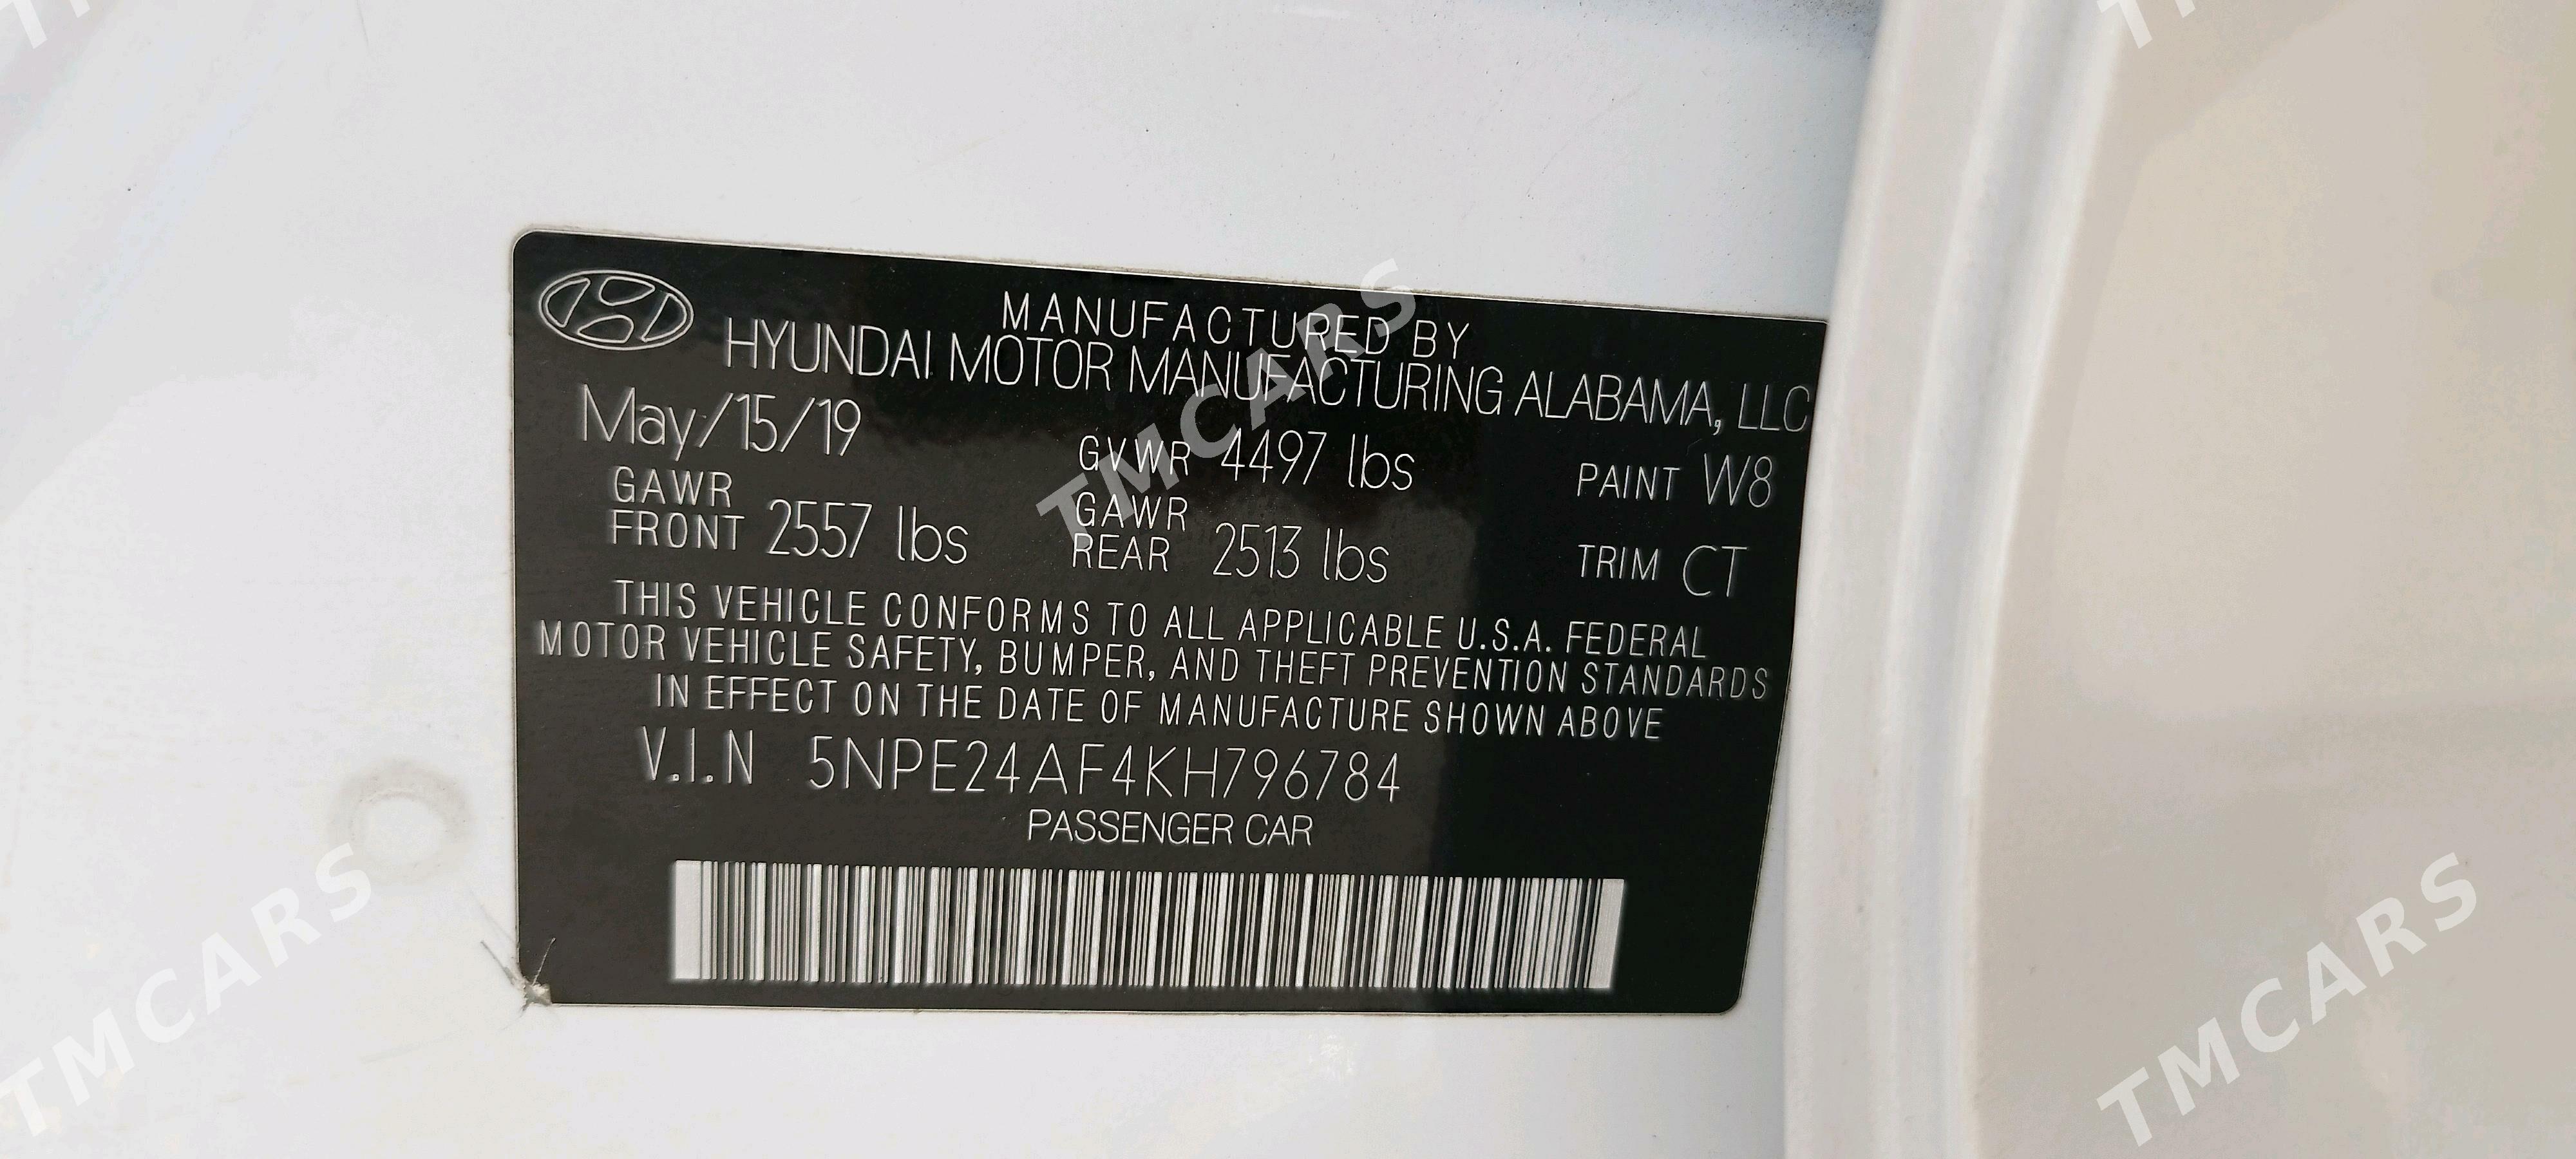 MANUFACTURED BY
HYUNDAI MOTOR MANUFACTURING ALABAMA, LLC
May/15/19
GVWR 4497 lbs
PAINT W8
GAWR
FRONT 2557 lbs
GAWR
REAR 2513 lbs
TRIM CT
THIS VEHICLE CONFORMS TO ALL APPLICABLE U.S.A. FEDERAL
MOTOR VEHICLE SAFETY, BUMPER, AND THEFT PREVENTION STANDARDS
IN EFFECT ON THE DATE OF MANUFACTURE SHOWN ABOVE
V.I.N 5NPE24AF4KH796784
PASSENGER CAR
TMCARS
TMCARS
TMCARS